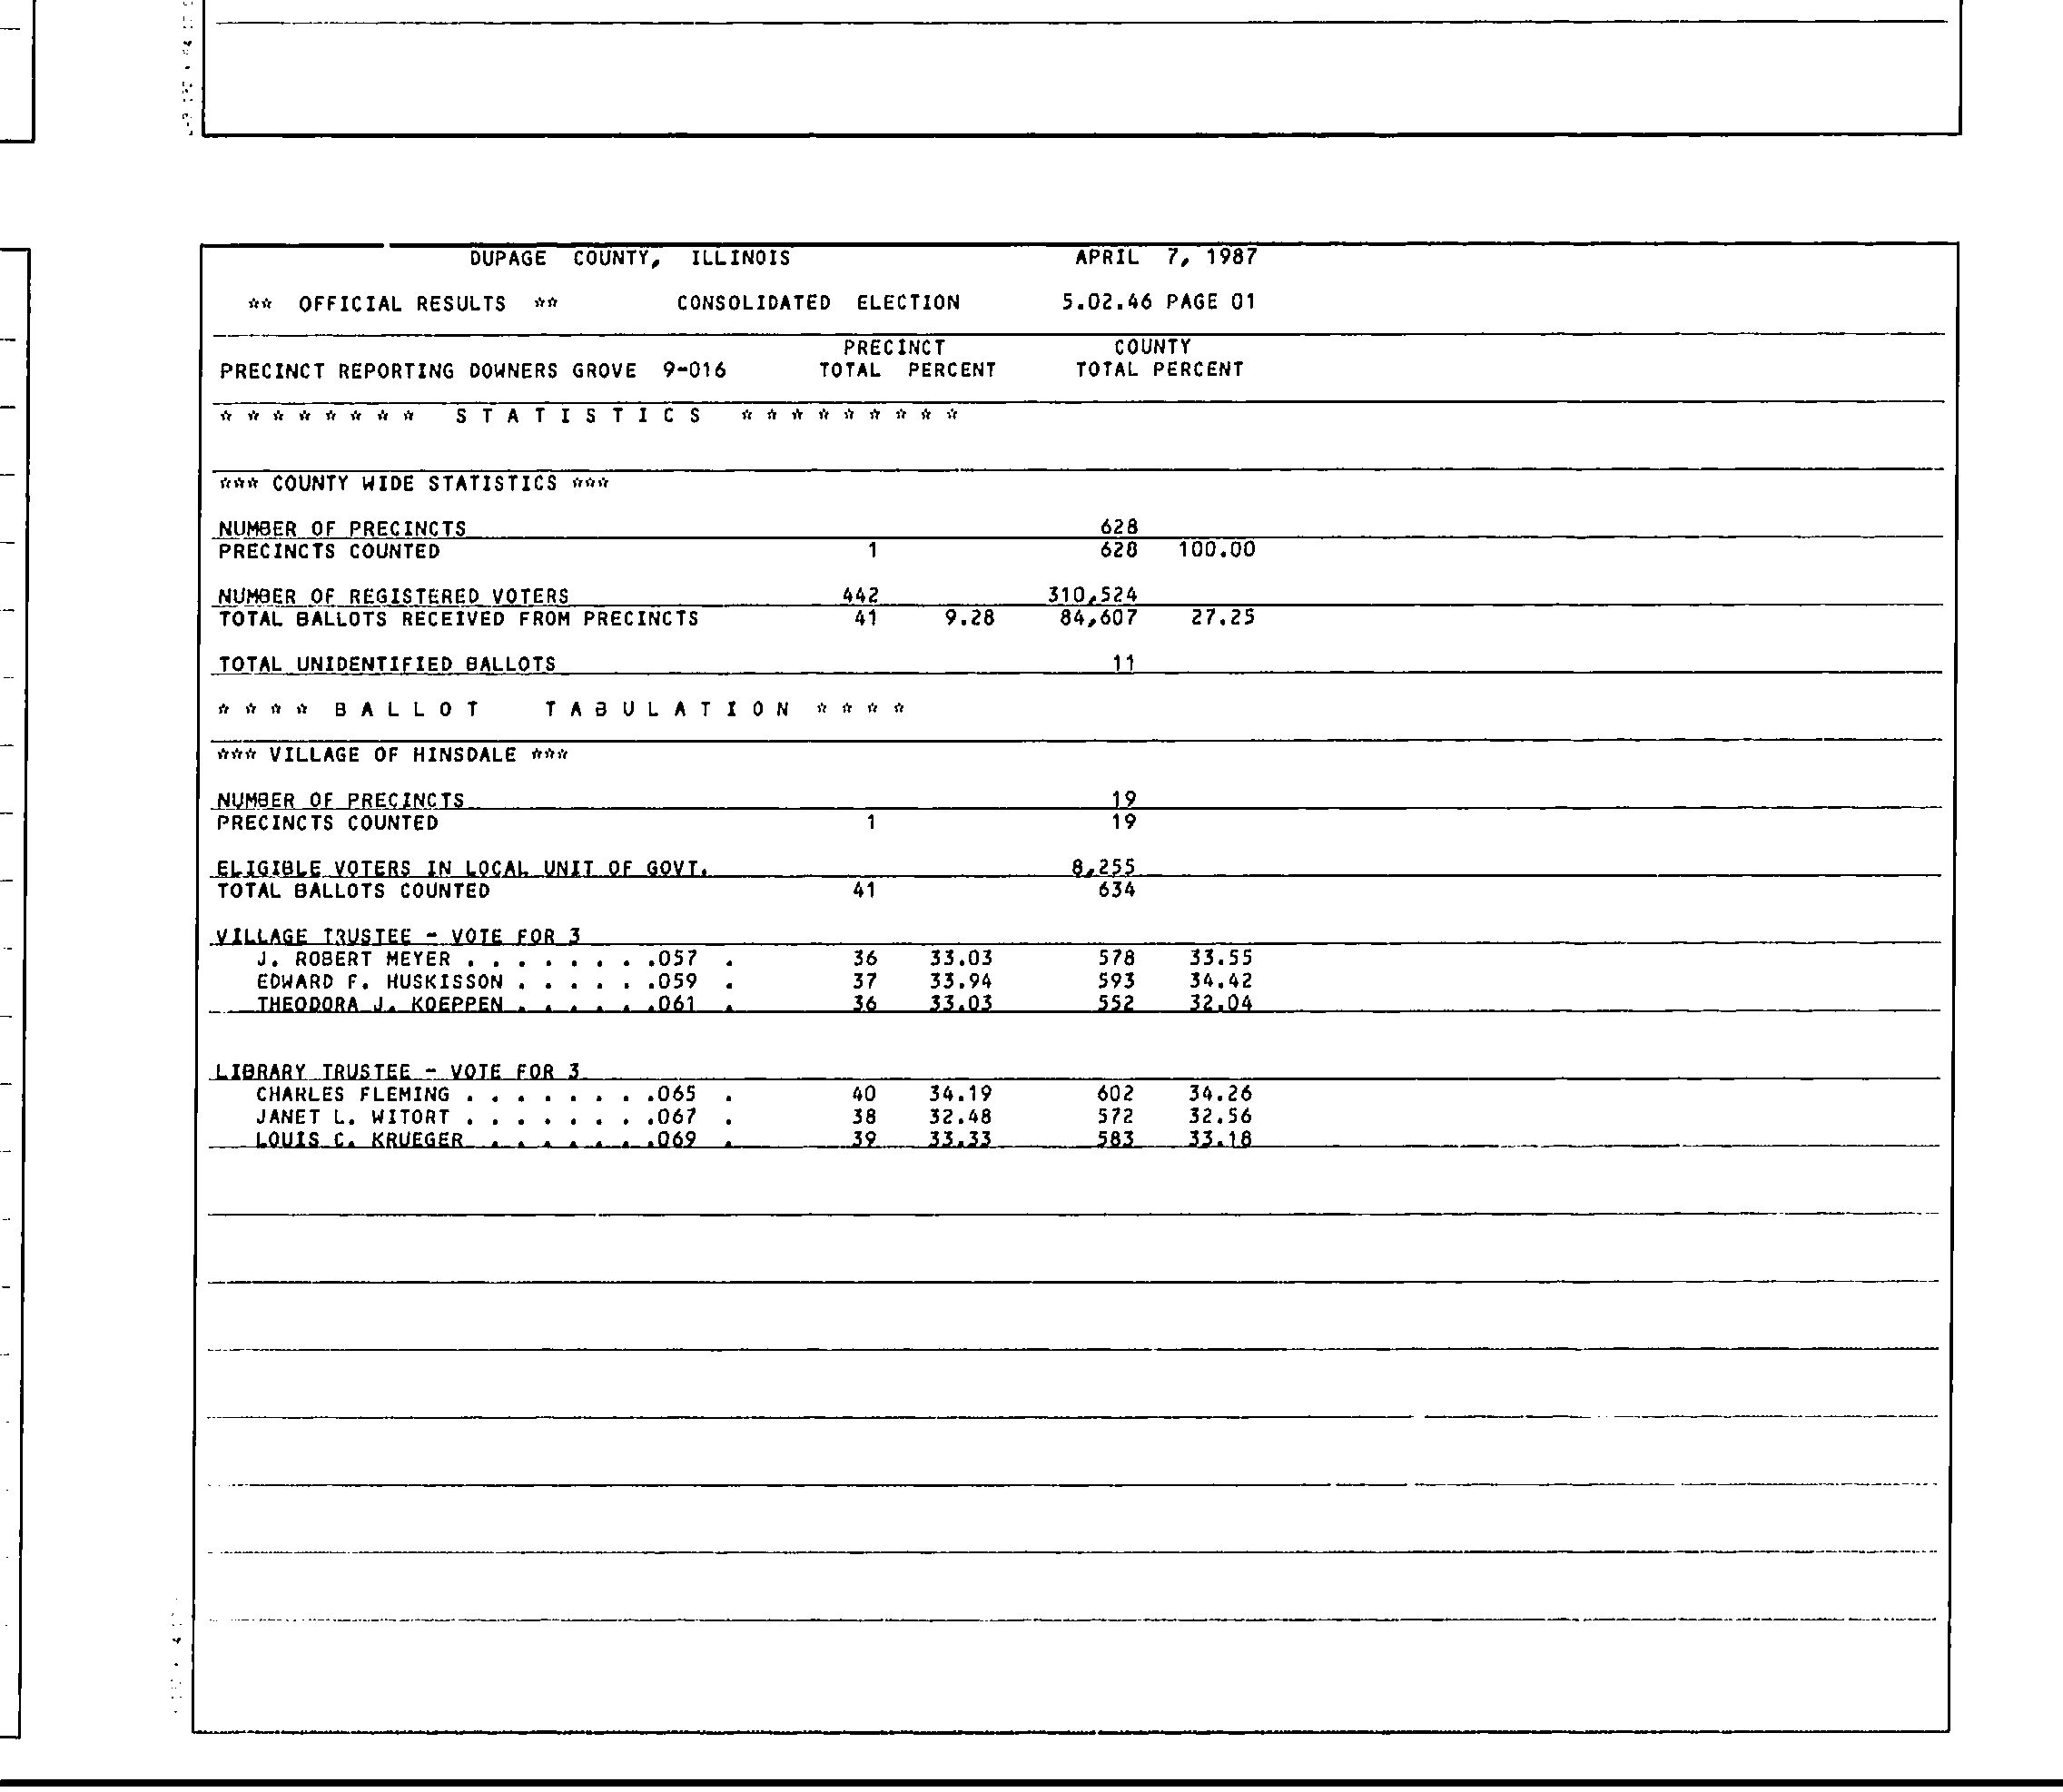 DUPAGE COUNTY, ILLINOIS APRIL 7, 1987
** OFFICIAL RESULTS ** CONSOLIDATED ELECTION 5.02.46 PAGE 01
PRECINCT COUNTY
PRECINCT REPORTING DOWNERS GROVE 9-016 TOTAL PERCENT TOTAL PERCENT
* * * * * * * * S T A T I S T I C S * * * * * * * * *
*** COUNTY WIDE STATISTICS ***
NUMBER OF PRECINCTS 628
PRECINCTS COUNTED 1 628 100.00
NUMBER OF REGISTERED VOTERS 442 310,524
TOTAL BALLOTS RECEIVED FROM PRECINCTS 41 9.28 84,607 27.25
TOTAL UNIDENTIFIED BALLOTS 11
* * * * B A L L O T T A B U L A T I O N * * * *
*** VILLAGE OF HINSDALE ***
NUMBER OF PRECINCTS 19
PRECINCTS COUNTED 1 19
ELIGIBLE VOTERS IN LOCAL UNIT OF GOVT. 8,255
TOTAL BALLOTS COUNTED 41 634
VILLAGE TRUSTEE - VOTE FOR 3
J. ROBERT MEYER . . . . . . . .057 . 36 33.03 578 33.55
EDWARD F. HUSKISSON . . . . . .059 . 37 33.94 593 34.42
THEODORA J. KOEPPEN . . . . . .061 . 36 33.03 552 32.04
LIBRARY TRUSTEE - VOTE FOR 3
CHARLES FLEMING . . . . . . . .065 . 40 34.19 602 34.26
JANET L. WITORT . . . . . . . .067 . 38 32.48 572 32.56
LOUIS C. KRUEGER . . . . . . .069 . 39 33.33 583 33.18